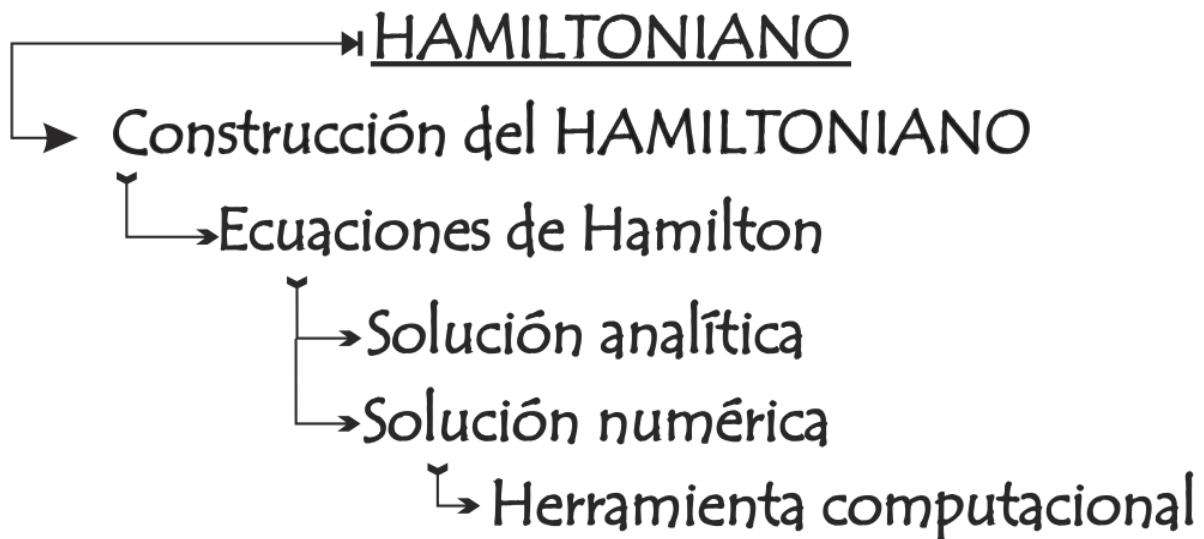 HAMILTONIANO
Construcción del HAMILTONIANO
Ecuaciones de Hamilton
Solución analítica
Solución numérica
Herramienta computacional